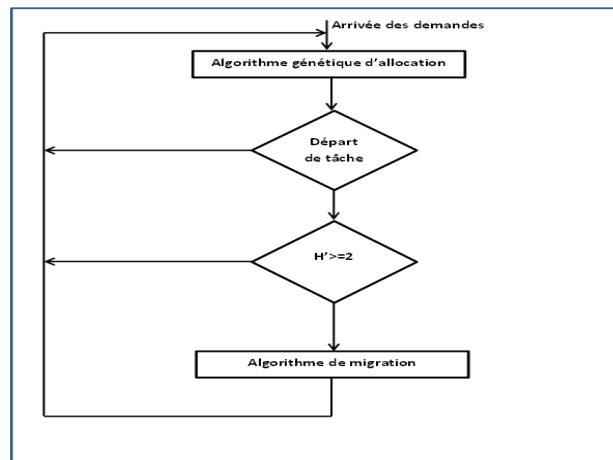 Arrivée des demandes
Algorithme génétique d'allocation
Départ
de tâche
H'>=2
Algorithme de migration